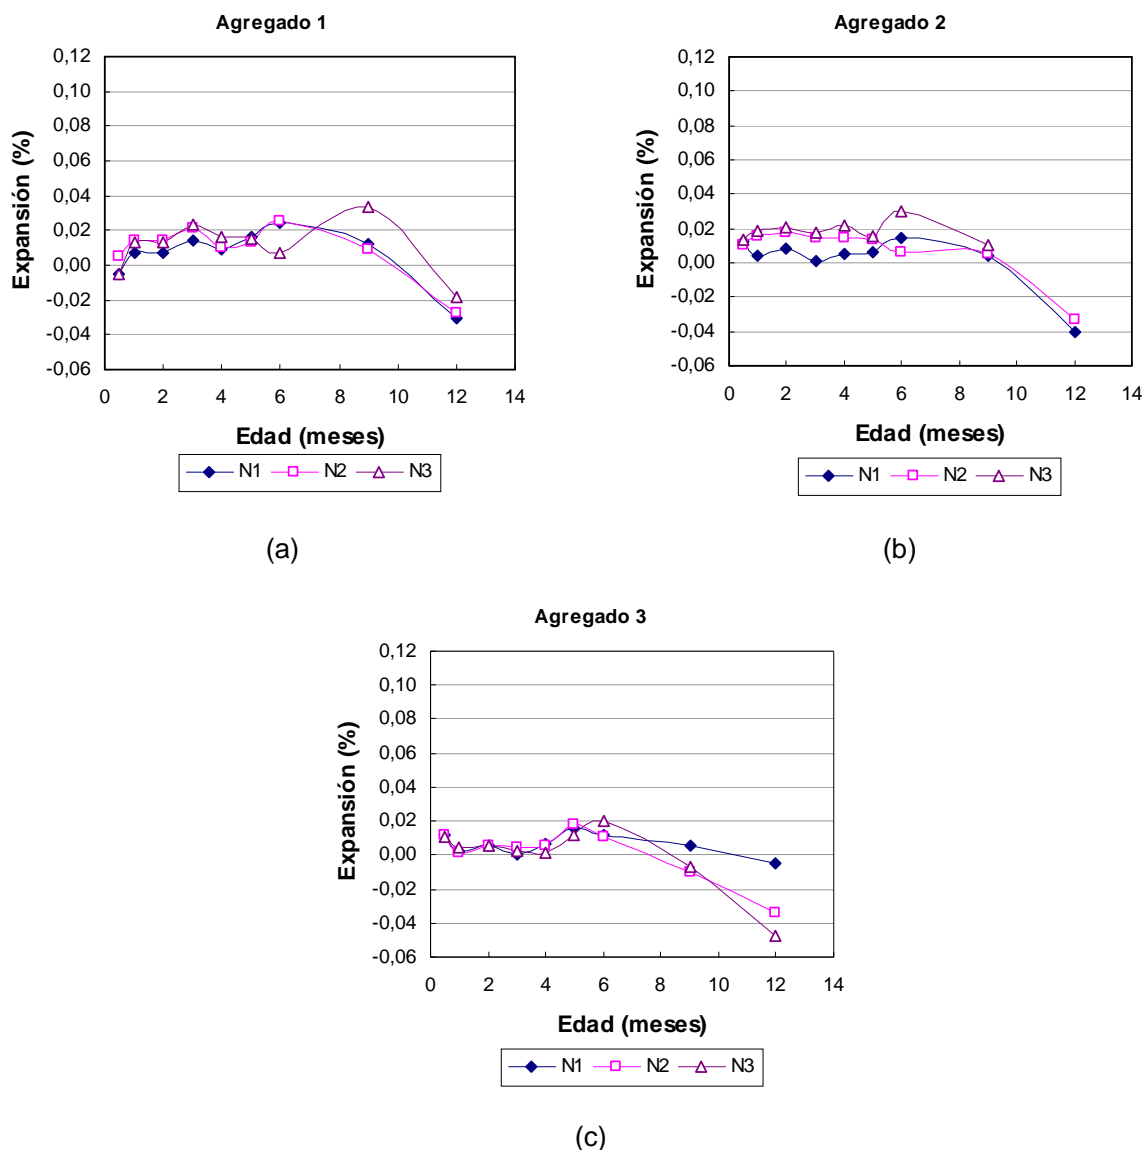 Agregado 1
0,12
0,10
0,08
0,06
0,04
0,02
0,00
-0,02
-0,04
-0,06
Expansión (%)
0 2 4 6 8 10 12 14
Edad (meses)
N1 N2 N3
(a)
Agregado 2
0,12
0,10
0,08
0,06
0,04
0,02
0,00
-0,02
-0,04
-0,06
Expansión (%)
0 2 4 6 8 10 12 14
Edad (meses)
N1 N2 N3
(b)
Agregado 3
0,12
0,10
0,08
0,06
0,04
0,02
0,00
-0,02
-0,04
-0,06
Expansión (%)
0 2 4 6 8 10 12 14
Edad (meses)
N1 N2 N3
(c)